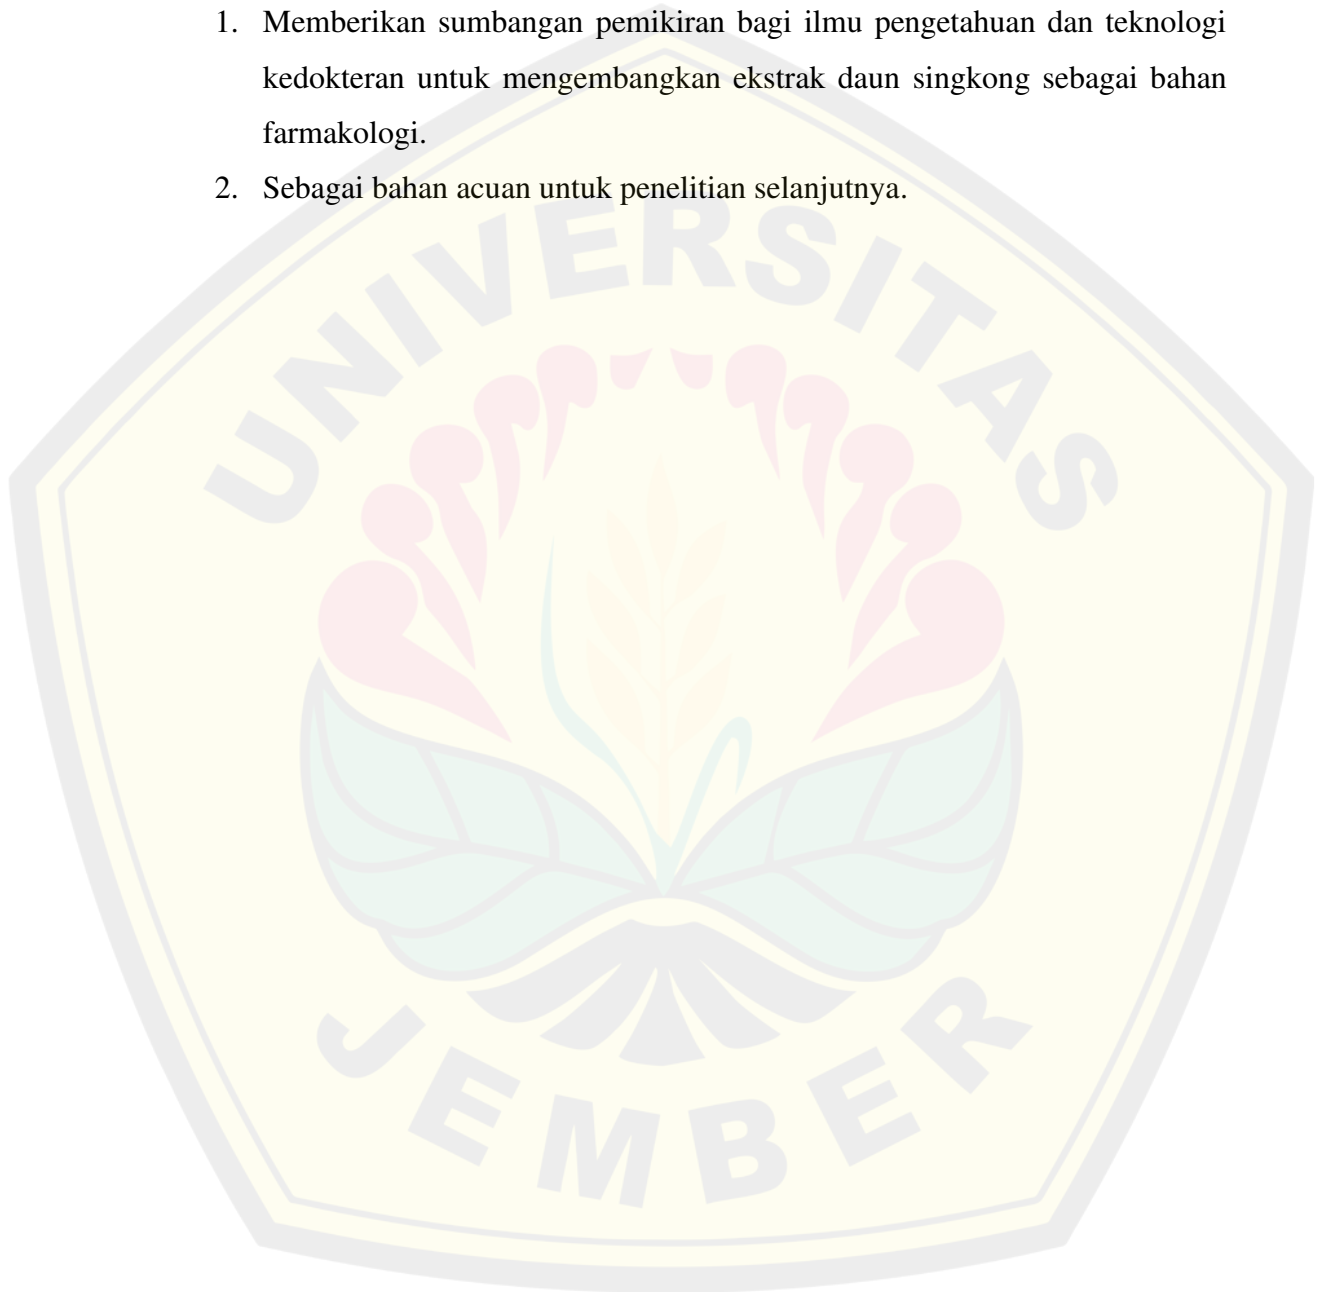 1. Memberikan sumbangan pemikiran bagi ilmu pengetahuan dan teknologi
kedokteran untuk mengembangkan ekstrak daun singkong sebagai bahan
farmakologi.
2. Sebagai bahan acuan untuk penelitian selanjutnya.
UNIVERSITAS
JEMBER